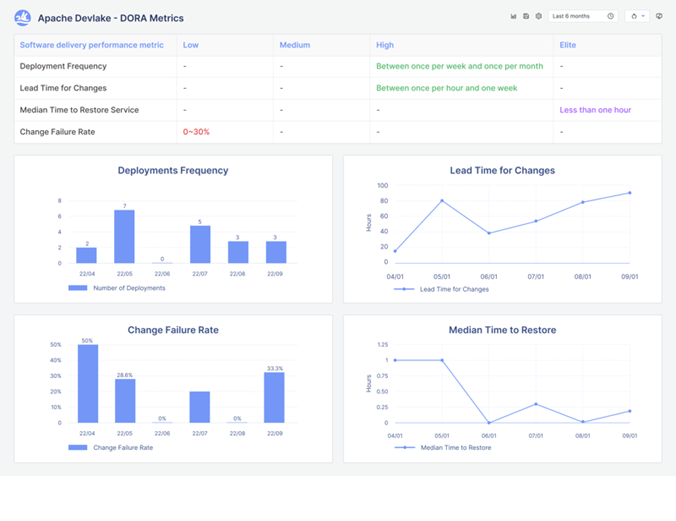 Apache Devlake - DORA Metrics
Last 6 months
Software delivery performance metric Low Medium High Elite
Deployment Frequency - - Between once per week and once per month -
Lead Time for Changes - - Between once per hour and one week -
Median Time to Restore Service - - - Less than one hour
Change Failure Rate 0~30% - - -
Deployments Frequency
8
6
4
2
0
2
7
0
5
3
3
22/04 22/05 22/06 22/07 22/08 22/09
Number of Deployments
Lead Time for Changes
Hours
100
80
60
40
20
0
04/01 05/01 06/01 07/01 08/01 09/01
Lead Time for Changes
Change Failure Rate
50%
40%
30%
20%
10%
0
50%
28.6%
0%
0%
33.3%
22/04 22/05 22/06 22/07 22/08 22/09
Change Failure Rate
Median Time to Restore
Hours
1.25
1
0.75
0.50
0.25
0
04/01 05/01 06/01 07/01 08/01 09/01
Median Time to Restore